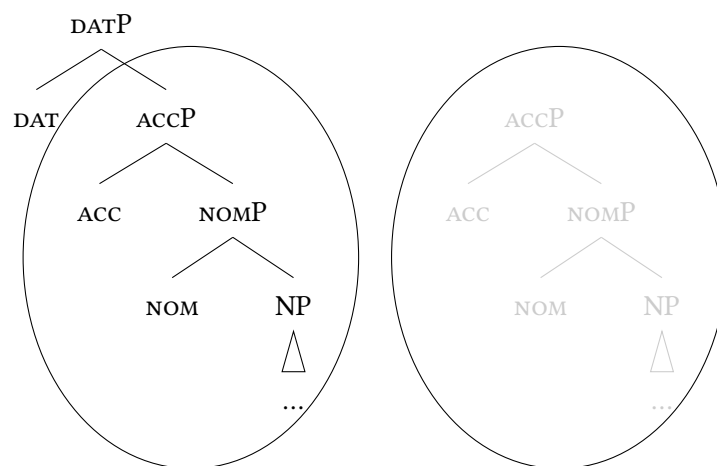 DATP
DAT ACCP ACCP
ACC NOMP ACC NOMP
NOM NP NOM NP
... ...